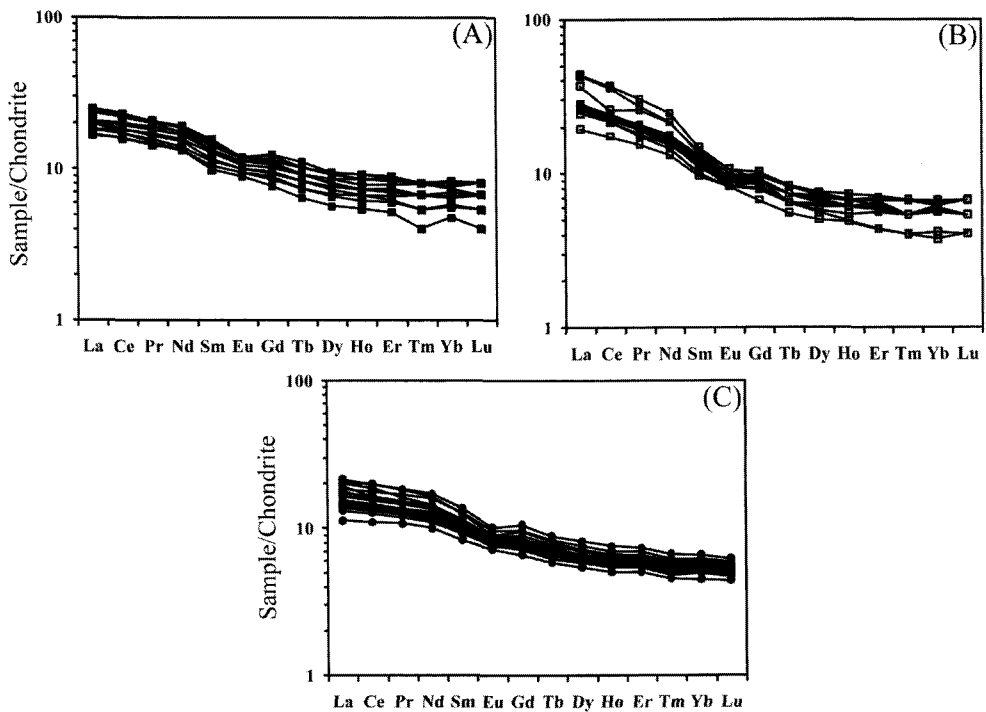 100
(A)
10
1
Sample/Chondrite
La Ce Pr Nd Sm Eu Gd Tb Dy Ho Er Tm Yb Lu
100
(B)
10
1
La Ce Pr Nd Sm Eu Gd Tb Dy Ho Er Tm Yb Lu
100
(C)
10
1
Sample/Chondrite
La Ce Pr Nd Sm Eu Gd Tb Dy Ho Er Tm Yb Lu